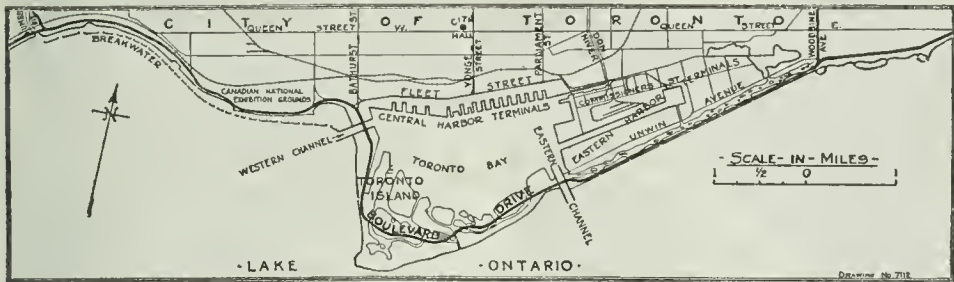 CITY OF TORONTO
QUEEN STREET W.
CITY HALL
QUEEN STREET E.
BATHURST ST
YONGE STREET
PARLIAMENT ST.
DON RIVER
WOODBINE AVE
BREAKWATER
CANADIAN NATIONAL
EXHIBITION GROUNDS
FLEET STREET
CENTRAL HARBOR TERMINALS
COMMISSIONERS ST.
EASTERN HARBOR TERMINALS
UNWIN AVENUE
WESTERN CHANNEL
EASTERN CHANNEL
TORONTO BAY
TORONTO
ISLAND
BOULEVARD DRIVE
N
- SCALE - IN - MILES -
1 ½ 0 1
- LAKE - ONTARIO -
DRAWING No. 7112